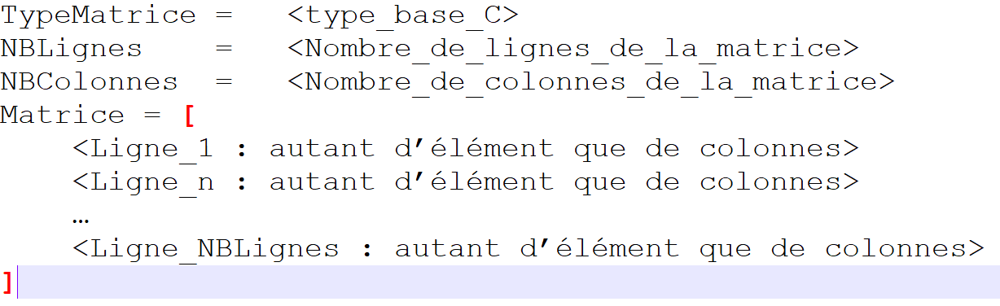 TypeMatrice = <type_base_C>
NBLignes = <Nombre_de_lignes_de_la_matrice>
NBColonnes = <Nombre_de_colonnes_de_la_matrice>
Matrice = [
<Ligne_1 : autant d’élément que de colonnes>
<Ligne_n : autant d’élément que de colonnes>
…
<Ligne_NBLignes : autant d’élément que de colonnes>
]